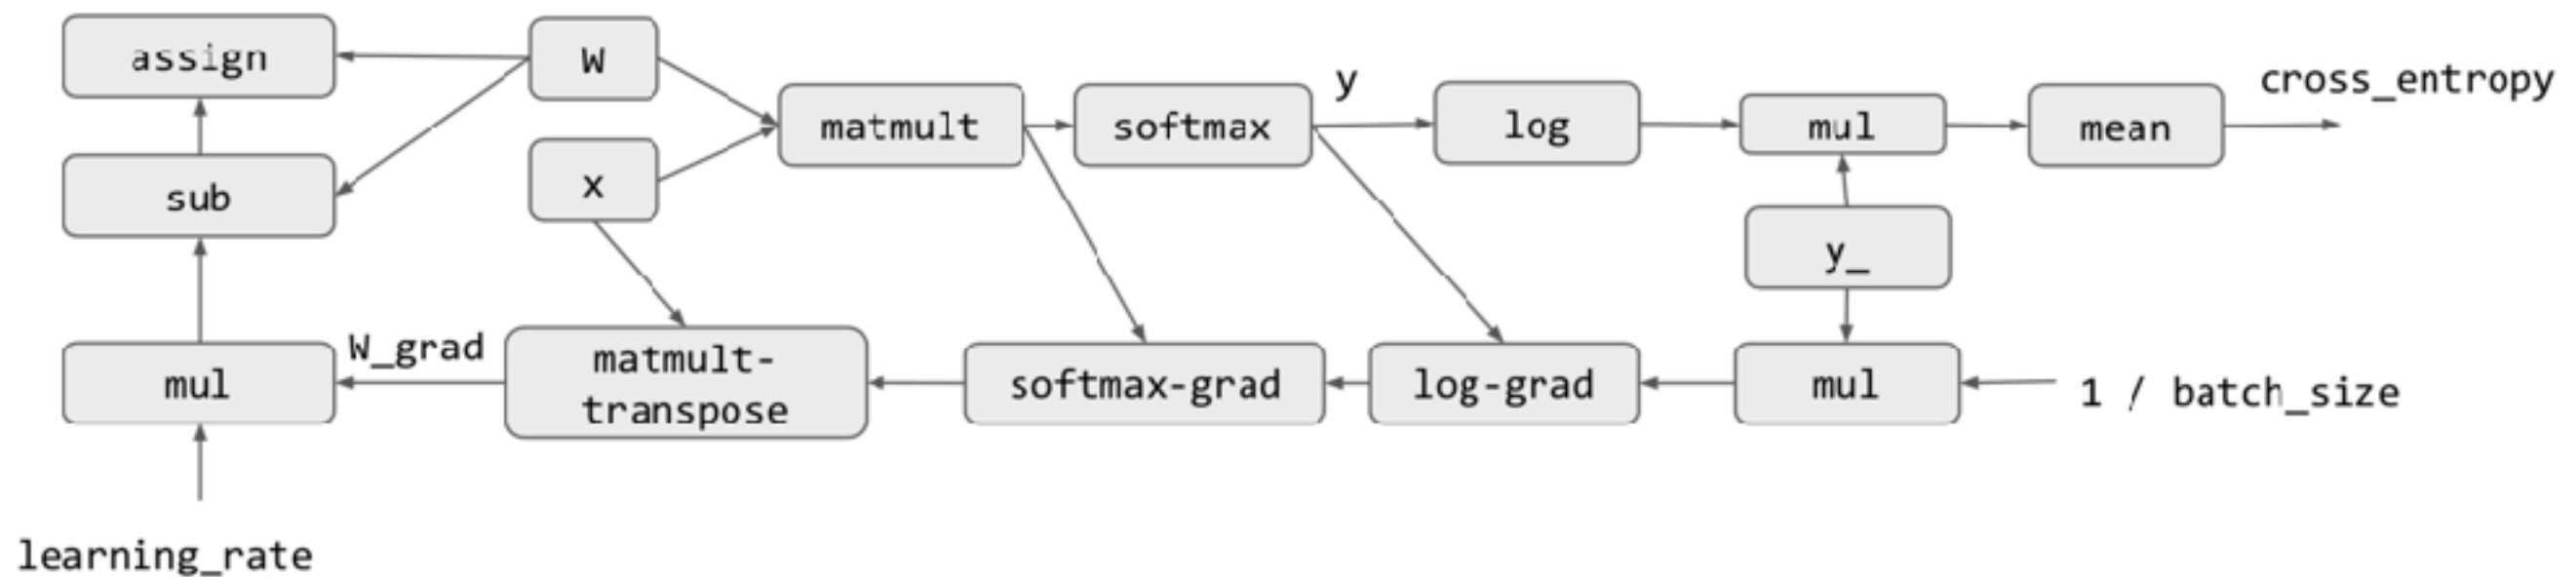 assign
W
matmult
softmax
y
log
mul
mean
cross_entropy
sub
x
y_
mul
W_grad
matmult-
transpose
softmax-grad
log-grad
mul
1 / batch_size
learning_rate